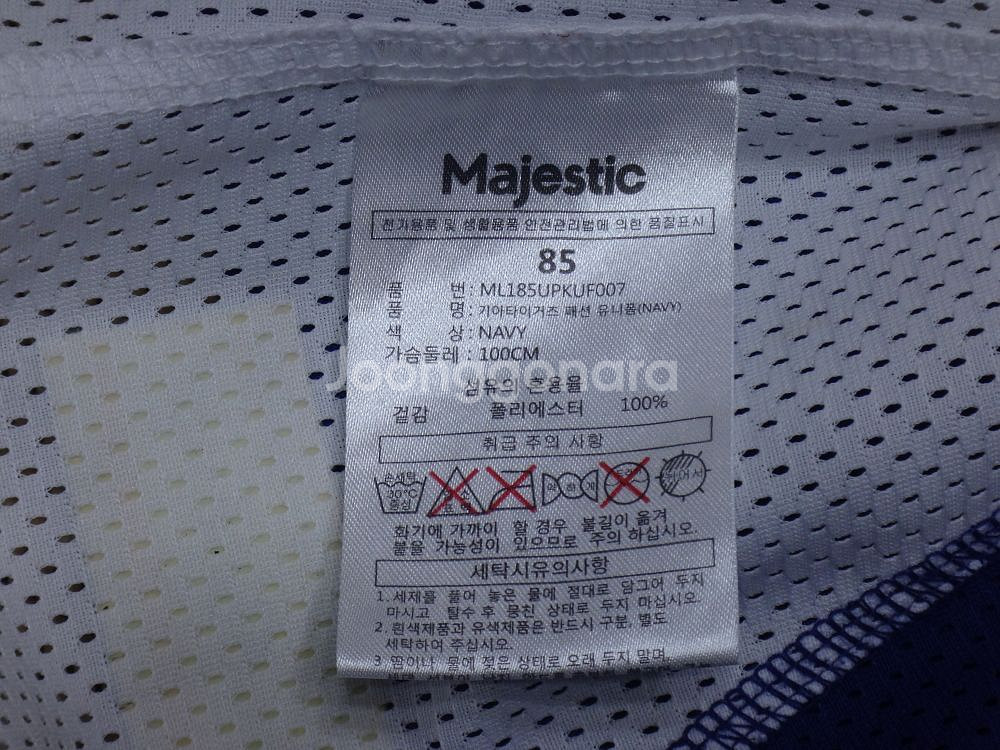 Majestic
전기용품 및 생활용품 안전관리법에 의한 품질표시
85
품 번 : ML185UPKUF007
품 명 : 기아타이거즈 패션 유니폼(NAVY)
색 상 : NAVY
가슴둘레 : 100CM
Joonggonara
섬유의 혼용율
겉감 폴리에스터 100%
취급 주의 사항
손세탁
30℃
중성
화기에 가까이 할 경우 불길이 옮겨
붙을 가능성이 있으므로 주의 하십시오.
세탁시유의사항
1. 세제를 풀어 놓은 물에 절대로 담그어 두지
마시고 탈수 후 뭉친 상태로 두지 마십시오.
2. 흰색제품과 유색제품은 반드시 구분, 별도
세탁하여 주십시오.
3 땀이나 물에 젖은 상태로 오래 두지 말며